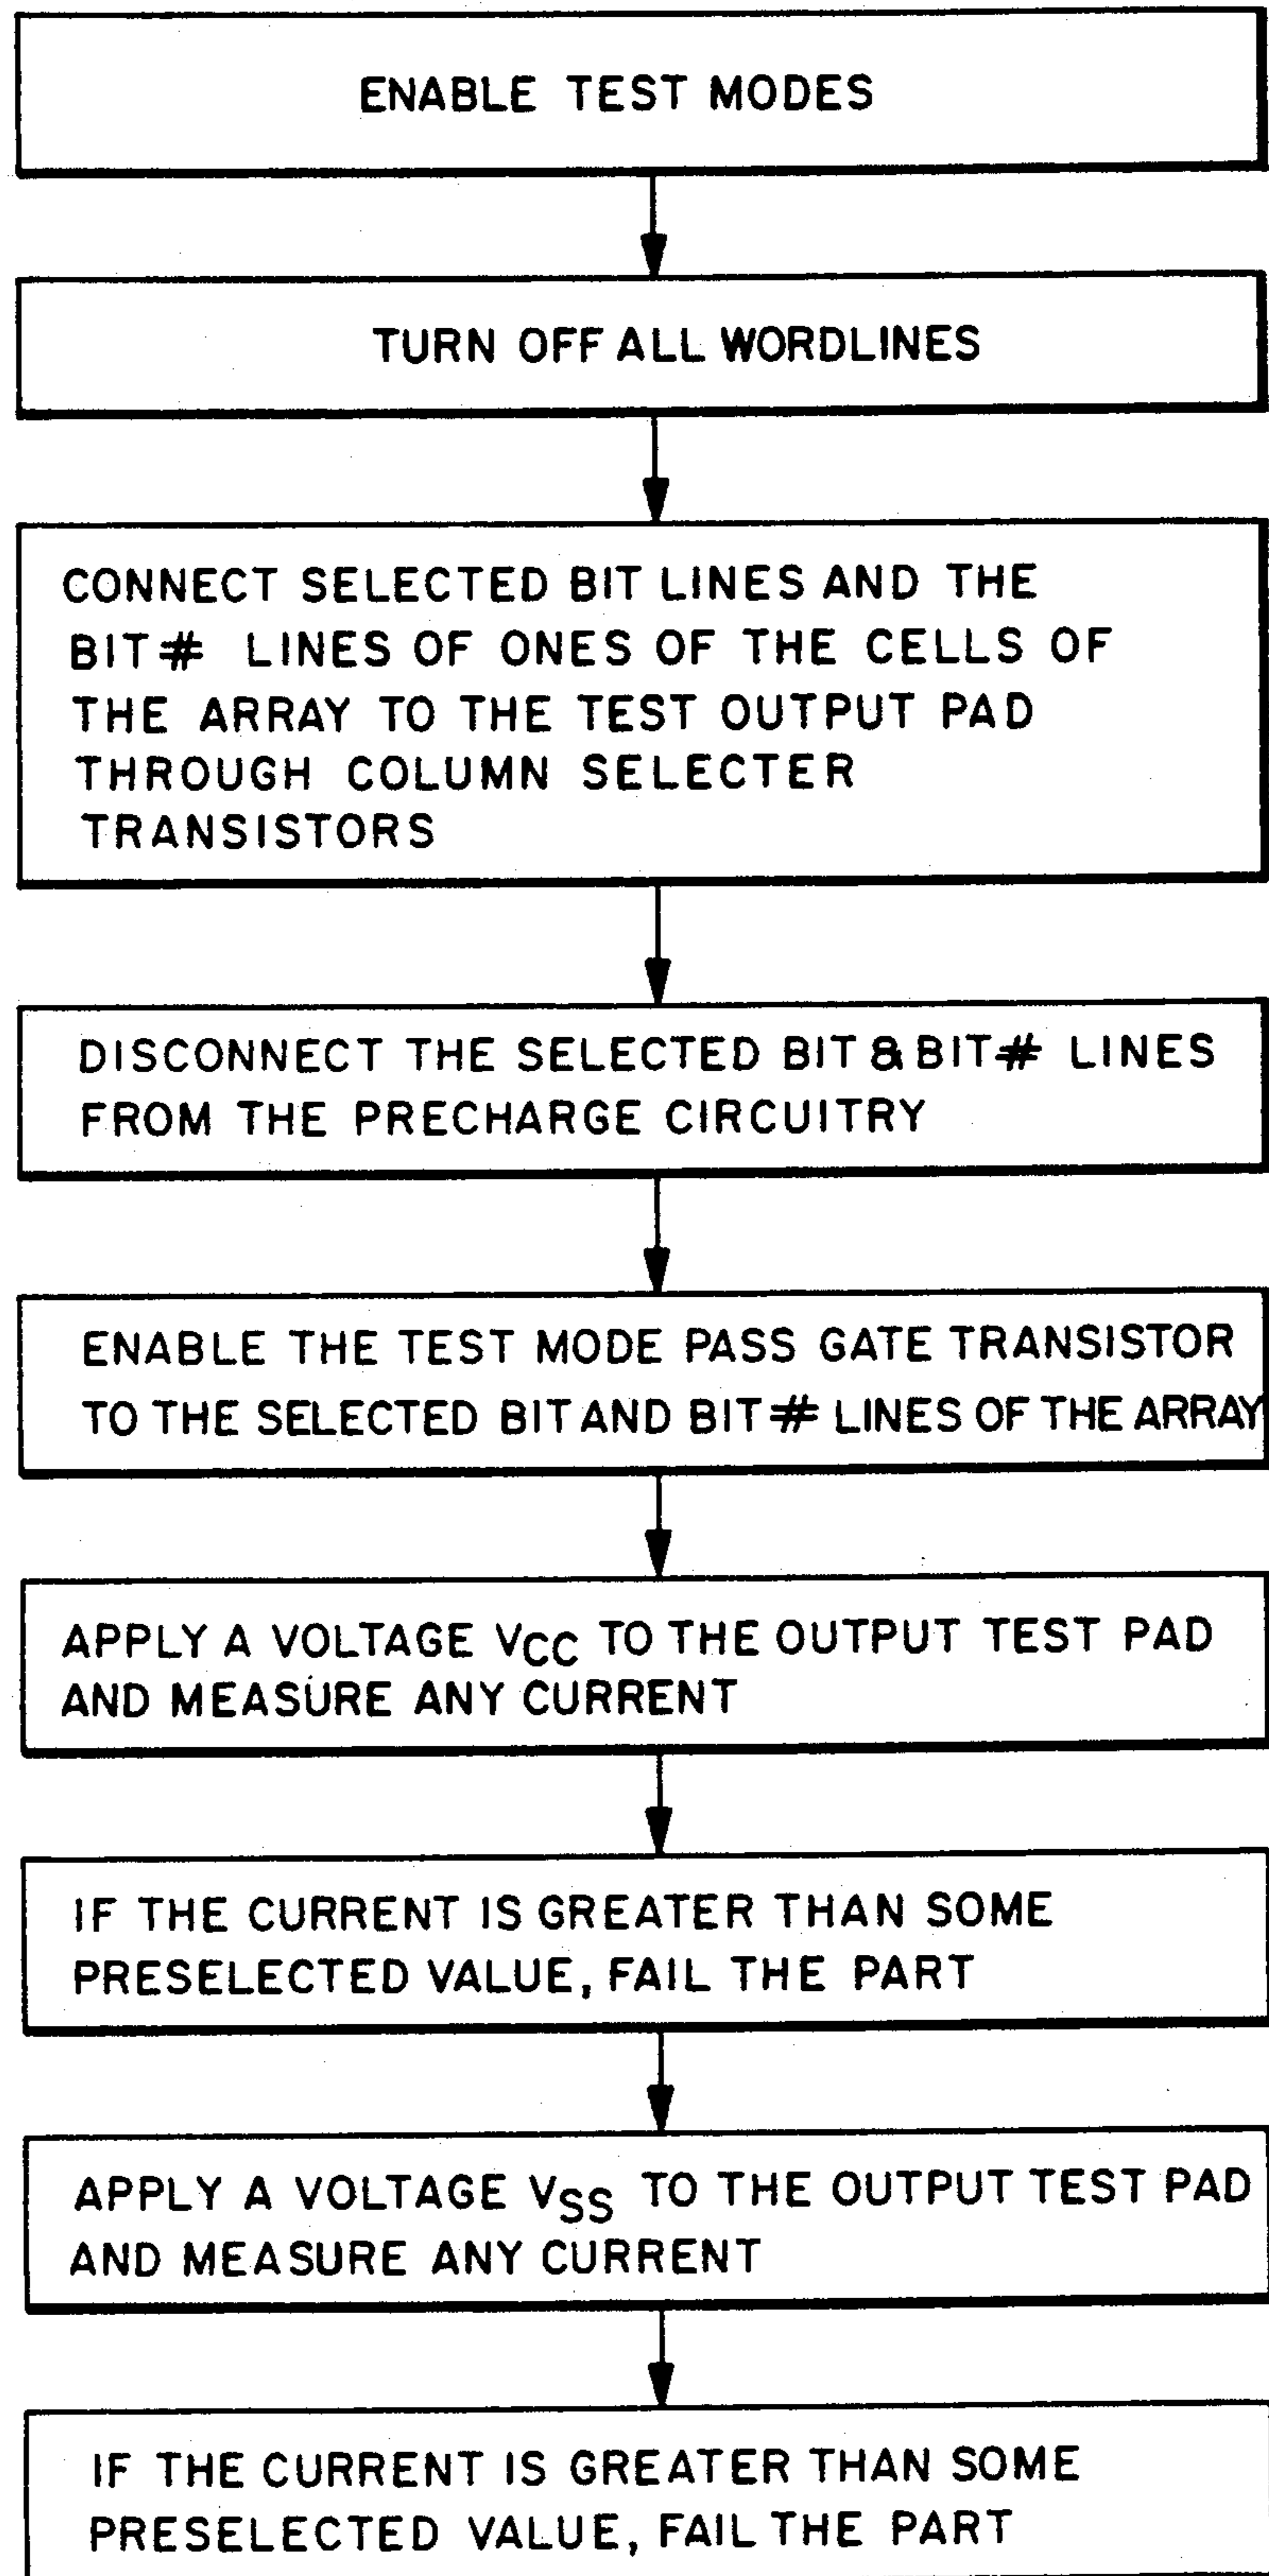 ENABLE TEST MODES
TURN OFF ALL WORDLINES
CONNECT SELECTED BIT LINES AND THE
BIT# LINES OF ONES OF THE CELLS OF
THE ARRAY TO THE TEST OUTPUT PAD
THROUGH COLUMN SELECTER
TRANSISTORS
DISCONNECT THE SELECTED BIT & BIT# LINES
FROM THE PRECHARGE CIRCUITRY
ENABLE THE TEST MODE PASS GATE TRANSISTOR
TO THE SELECTED BIT AND BIT# LINES OF THE ARRAY
APPLY A VOLTAGE VCC TO THE OUTPUT TEST PAD
AND MEASURE ANY CURRENT
IF THE CURRENT IS GREATER THAN SOME
PRESELECTED VALUE, FAIL THE PART
APPLY A VOLTAGE VSS TO THE OUTPUT TEST PAD
AND MEASURE ANY CURRENT
IF THE CURRENT IS GREATER THAN SOME
PRESELECTED VALUE, FAIL THE PART